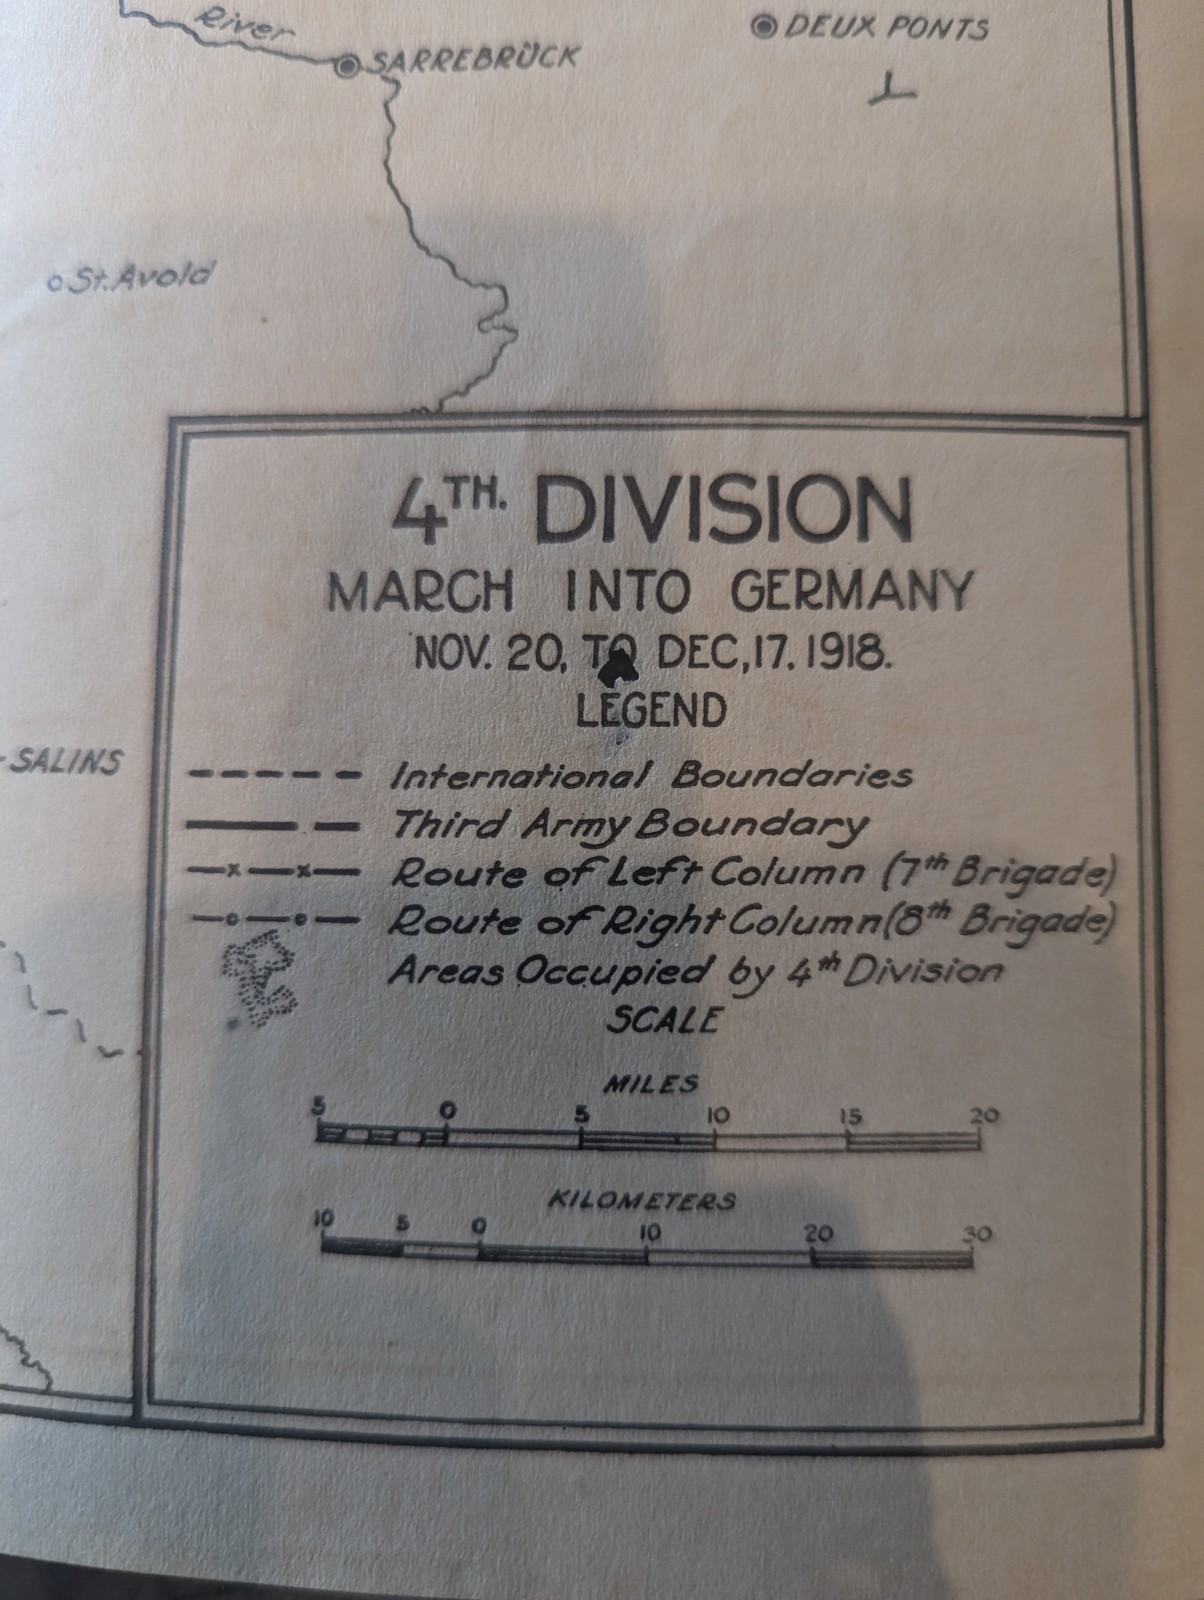 River
SARREBRÜCK
DEUX PONTS
St. Avold
SALINS
4TH. DIVISION
MARCH INTO GERMANY
NOV. 20, TO DEC, 17. 1918.
LEGEND
International Boundaries
Third Army Boundary
Route of Left Column (7th Brigade)
Route of Right Column (8th Brigade)
Areas Occupied by 4th Division
SCALE
MILES
5 0 5 10 15 20
KILOMETERS
10 5 0 10 20 30